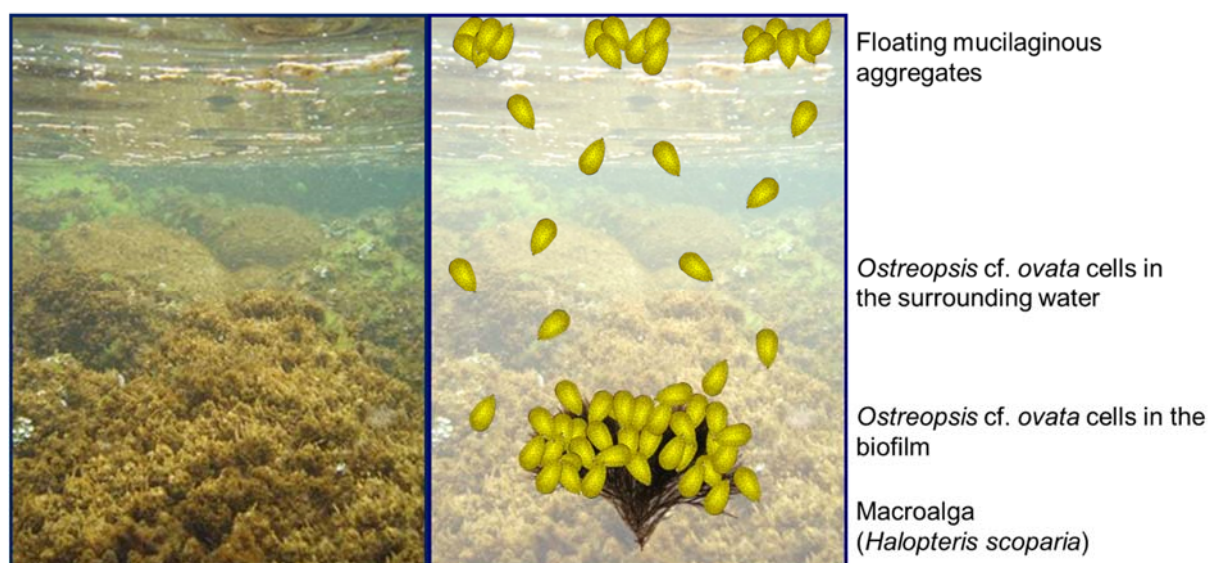 Floating mucilaginous
aggregates
Ostreopsis cf. ovata cells in
the surrounding water
Ostreopsis cf. ovata cells in the
biofilm
Macroalga
(Halopteris scoparia)